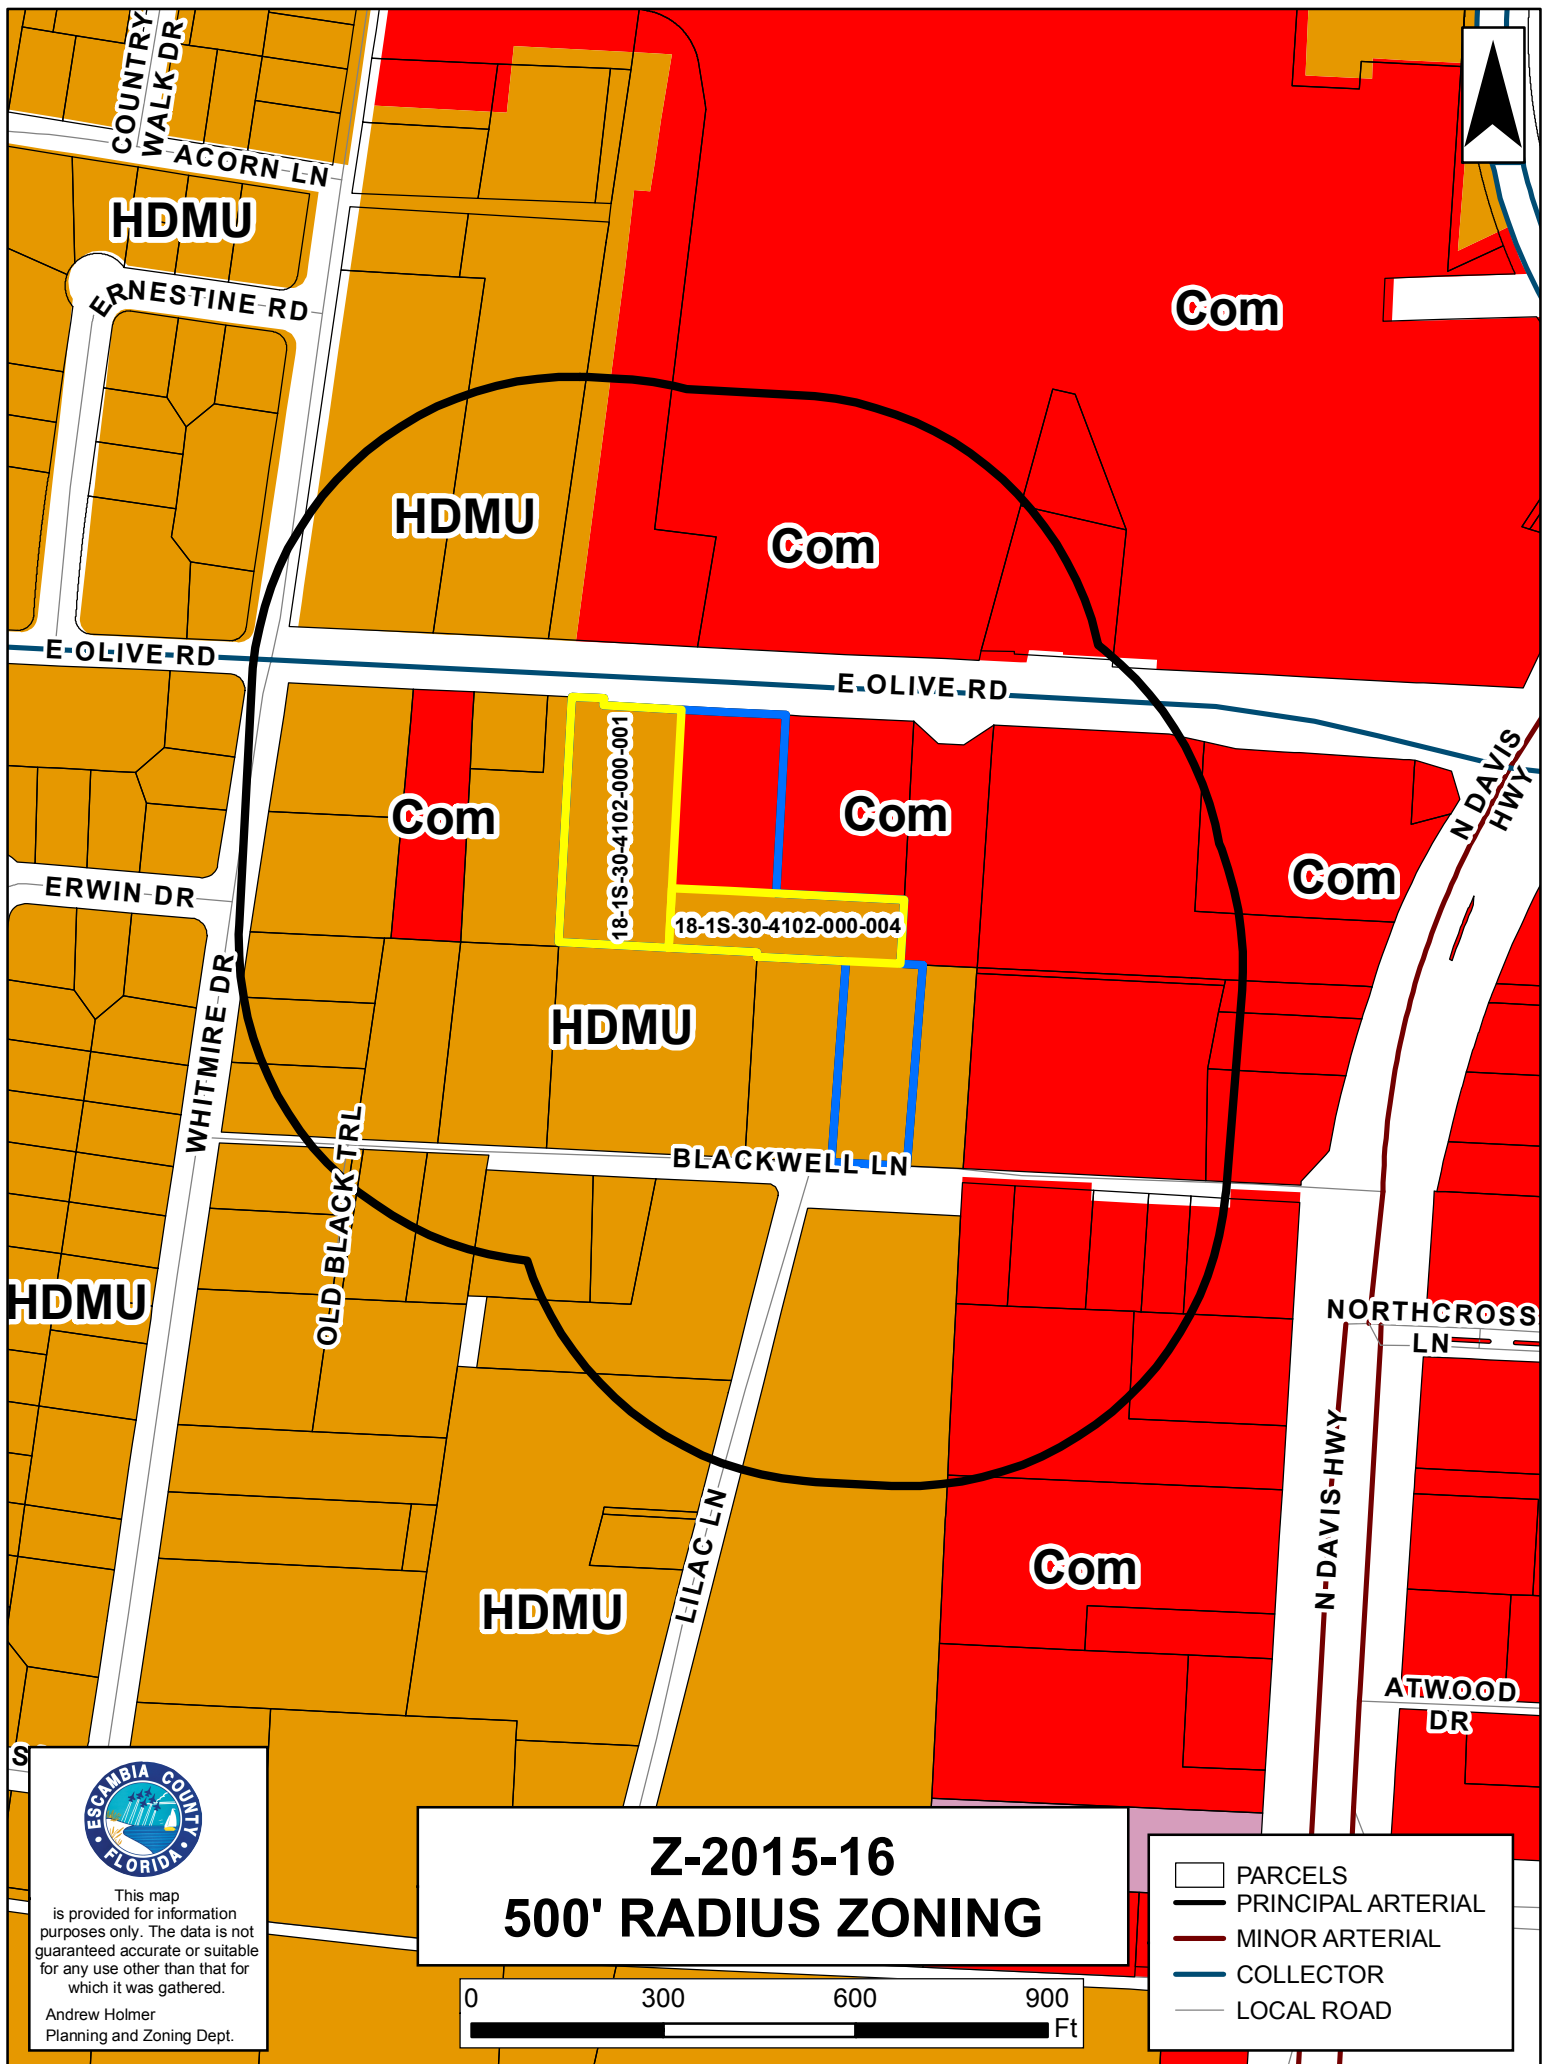 COUNTRY
WALK DR
ACORN LN
HDMU
ERNESTINE RD
Com
HDMU
Com
E OLIVE RD
E OLIVE RD
18-1S-30-4102-000-001
N DAVIS
HWY
Com
Com
Com
ERWIN DR
18-1S-30-4102-000-004
WHITMIRE DR
HDMU
OLD BLACK TRL
BLACKWELL LN
HDMU
NORTHCROSS
LN
N DAVIS HWY
LILAC LN
Com
HDMU
ATWOOD
DR
S
ESCAMBIA COUNTY
FLORIDA
This map
is provided for information
purposes only. The data is not
guaranteed accurate or suitable
for any use other than that for
which it was gathered.
Andrew Holmer
Planning and Zoning Dept.
Z-2015-16
500' RADIUS ZONING
0 300 600 900
Ft
PARCELS
PRINCIPAL ARTERIAL
MINOR ARTERIAL
COLLECTOR
LOCAL ROAD